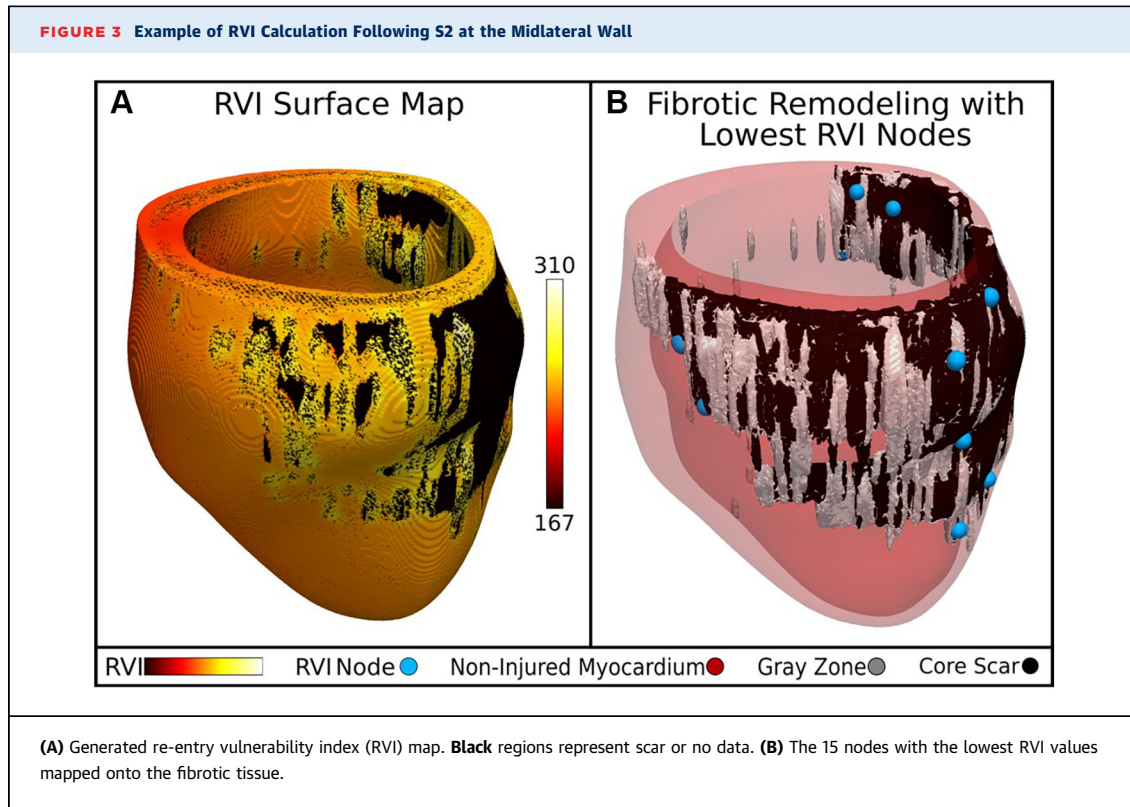 FIGURE 3 Example of RVI Calculation Following S2 at the Midlateral Wall
A RVI Surface Map
310
167
B Fibrotic Remodeling with
Lowest RVI Nodes
RVI RVI Node Non-Injured Myocardium Gray Zone Core Scar
(A) Generated re-entry vulnerability index (RVI) map. Black regions represent scar or no data. (B) The 15 nodes with the lowest RVI values
mapped onto the fibrotic tissue.